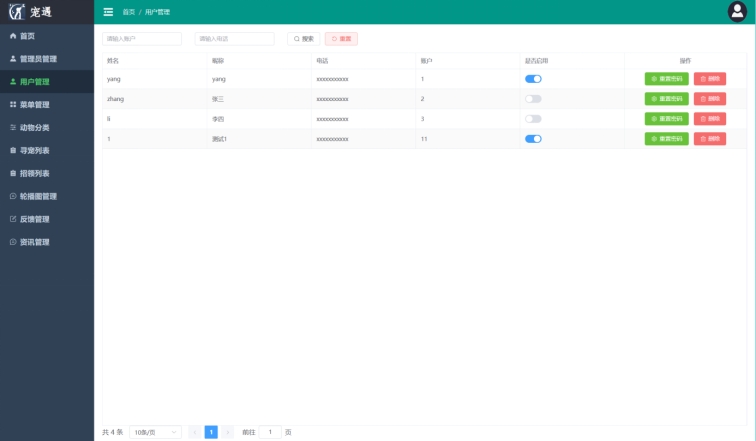 宠遇
首页 / 用户管理
首页
管理员管理
用户管理
菜单管理
动物分类
寻宠列表
招领列表
轮播图管理
反馈管理
资讯管理
请输入账户 请输入电话 搜索 重置
姓名 昵称 电话 账户 是否启用 操作
yang yang xxxxxxxxxxx 1 重置密码 删除
zhang 张三 xxxxxxxxxxx 2 重置密码 删除
li 李四 xxxxxxxxxxx 3 重置密码 删除
1 测试1 xxxxxxxxxxx 11 重置密码 删除
共 4 条 10条/页 1 前往 1 页